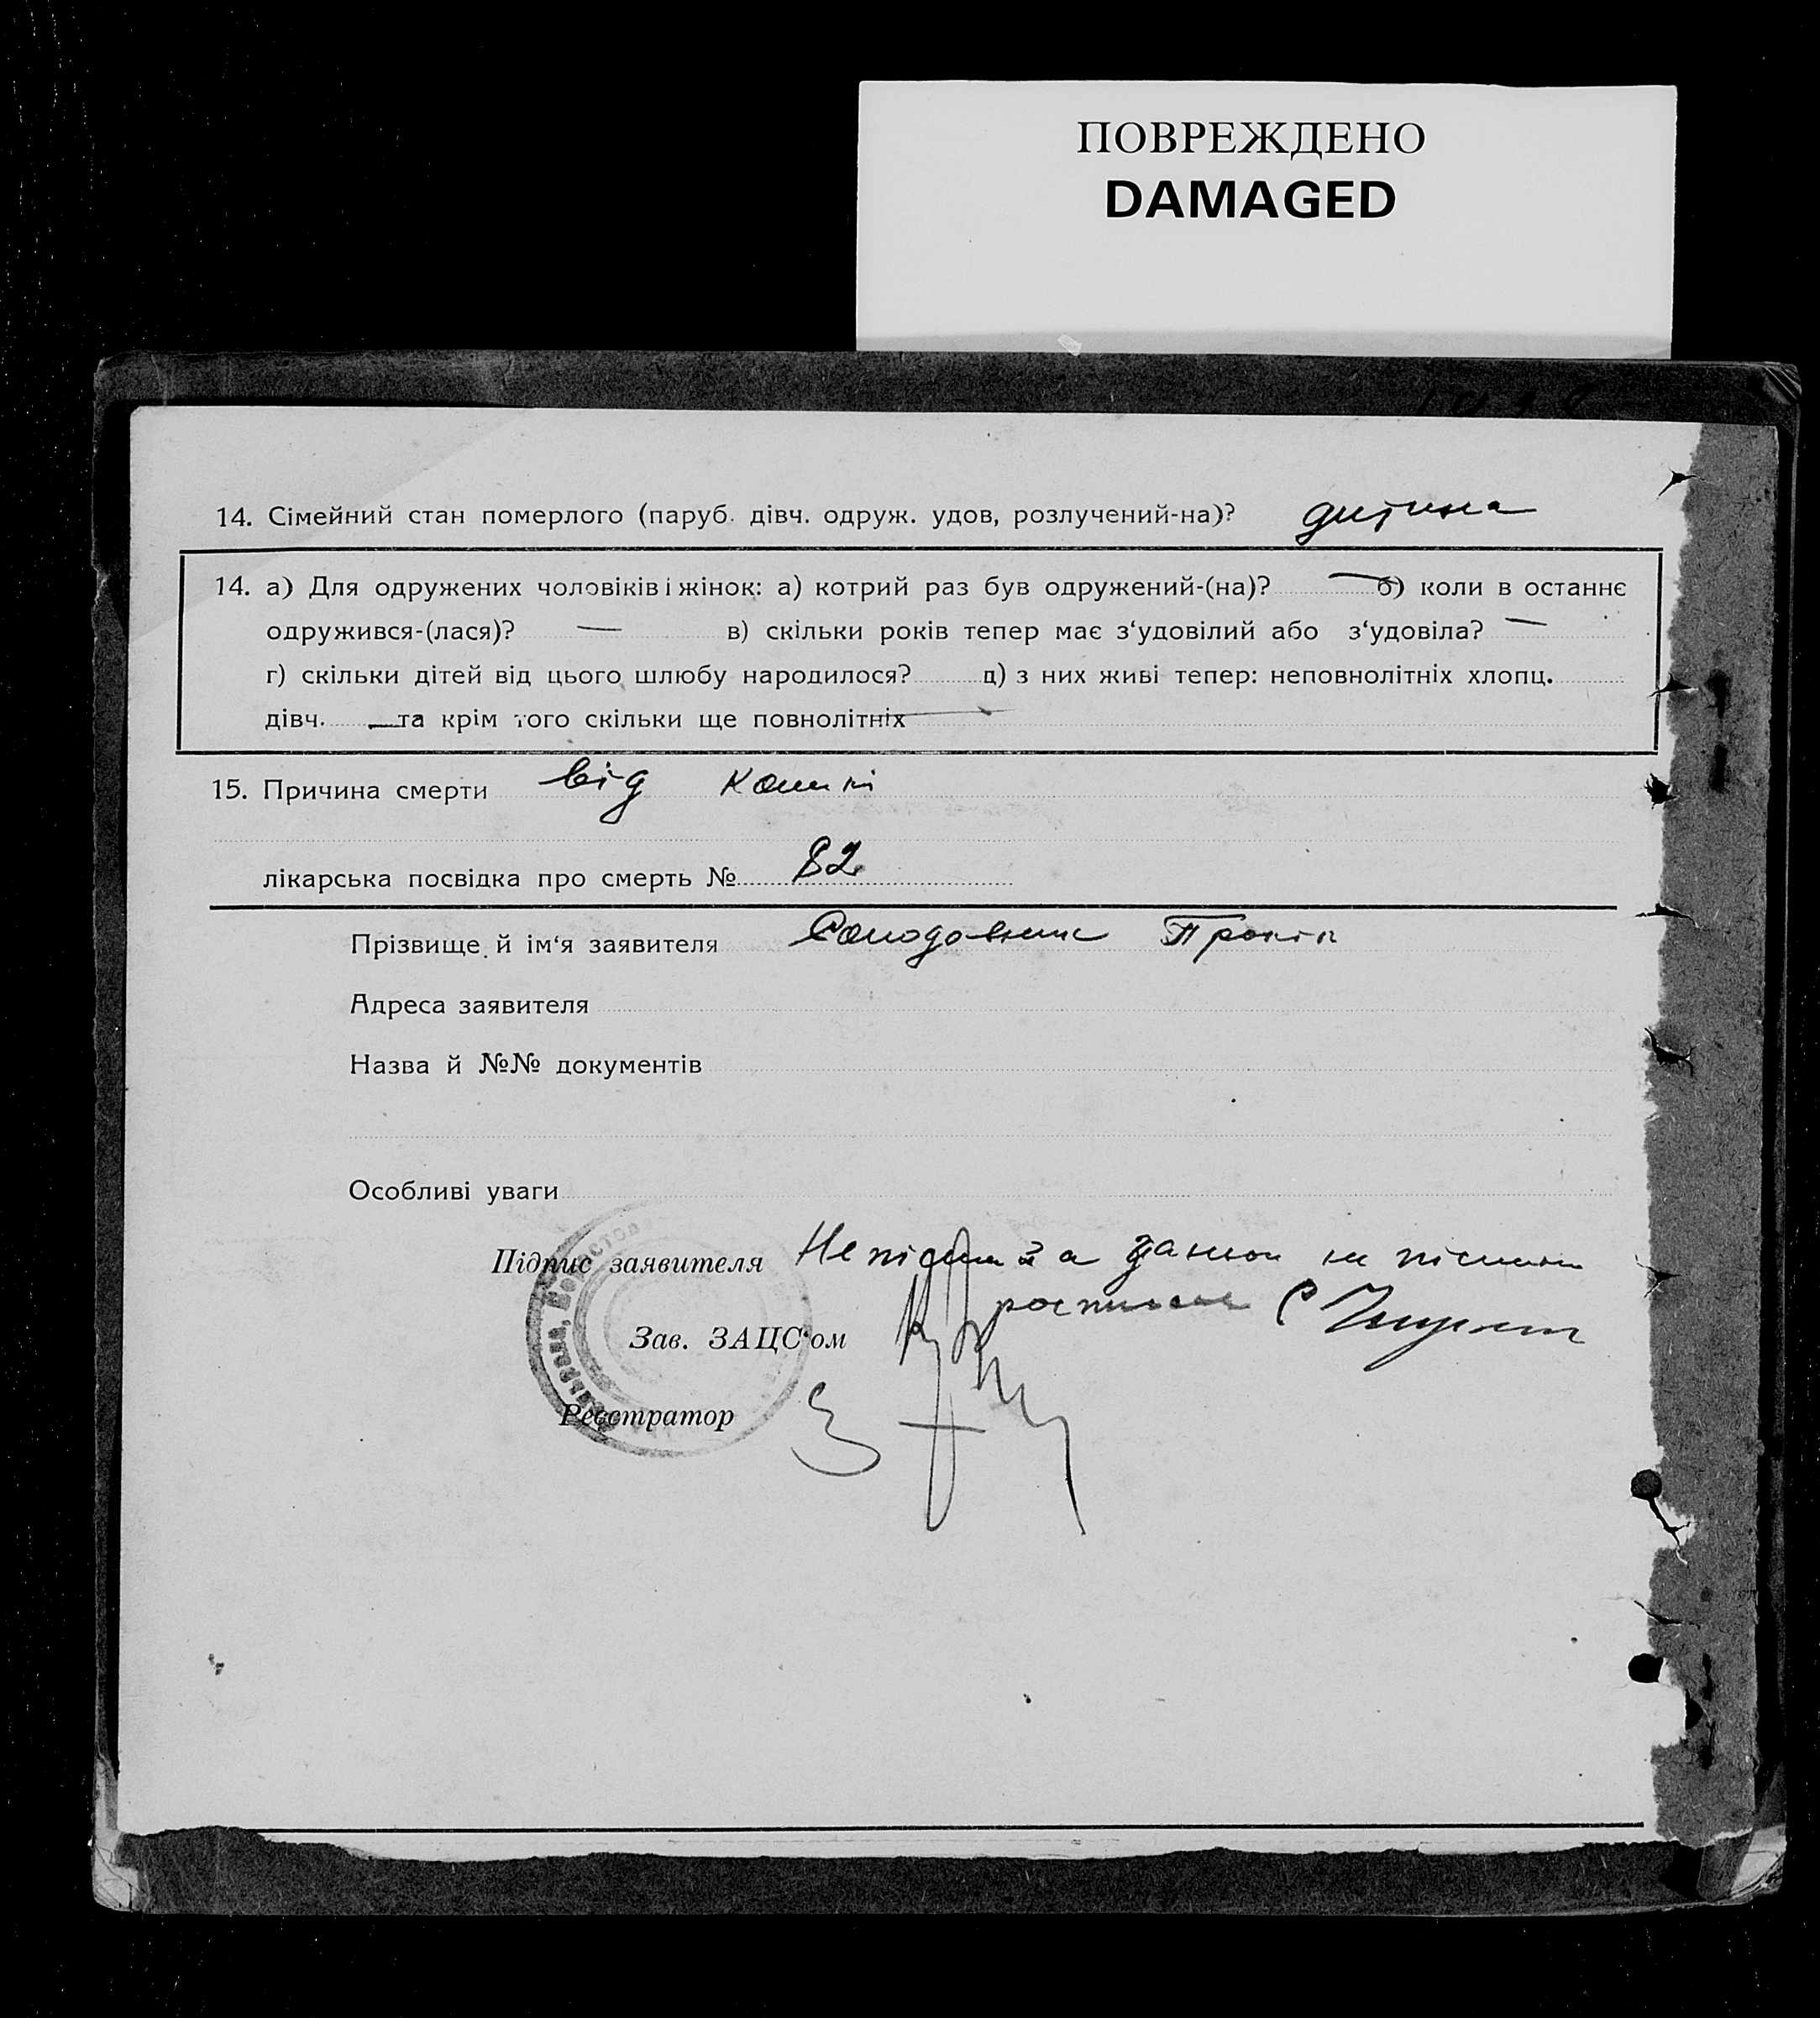 ПОВРЕЖДЕНО
DAMAGED
14. Сімейний стан померлого (паруб. дівч. одруж. удов, розлучений-на)? дитина
14. а) Для одружених чоловіків і жінок: а) котрий раз був одружений-(на)? — б) коли в останнє
одружився-(лася)? — в) скільки років тепер має з‘удовілий або з‘удовіла? —
г) скільки дітей від цього шлюбу народилося? д) з них живі тепер: неповнолітніх хлопц.
дівч. — та крім того скільки ще повнолітніх —
15. Причина смерти від
лікарська посвідка про смерть № 82
Прізвище й ім‘я заявителя Солодовник Прокіп
Адреса заявителя
Назва й №№ документів
Особливі уваги
Підпис заявителя
Зав. ЗАЦС‘ом
Реєстратор